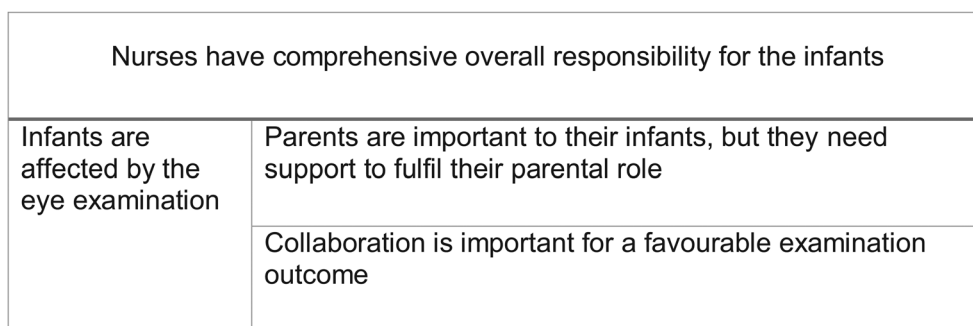 Nurses have comprehensive overall responsibility for the infants
Infants are
affected by the
eye examination
Parents are important to their infants, but they need
support to fulfil their parental role
Collaboration is important for a favourable examination
outcome